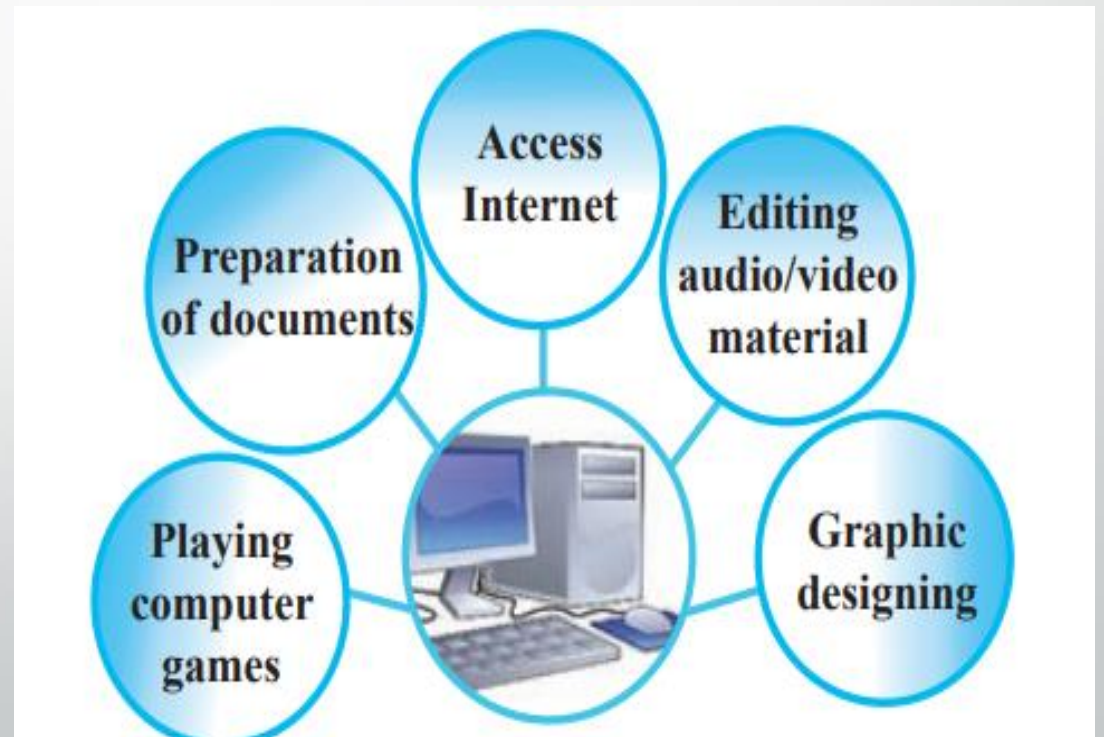 Access
Internet
Preparation
of documents
Editing
audio/video
material
Playing
computer
games
Graphic
designing